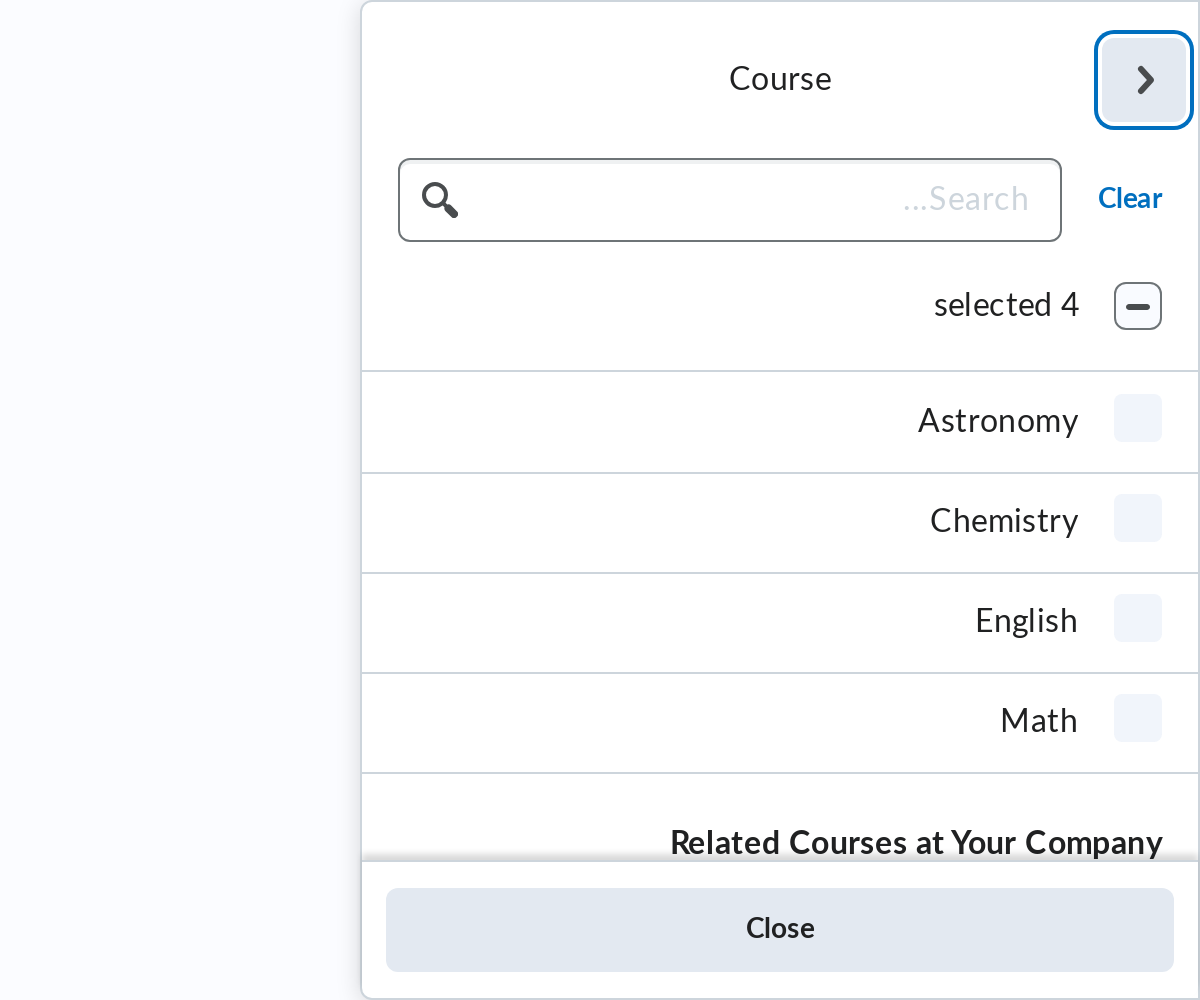 Course
...Search
Clear
selected 4
Astronomy
Chemistry
English
Math
Related Courses at Your Company
Close